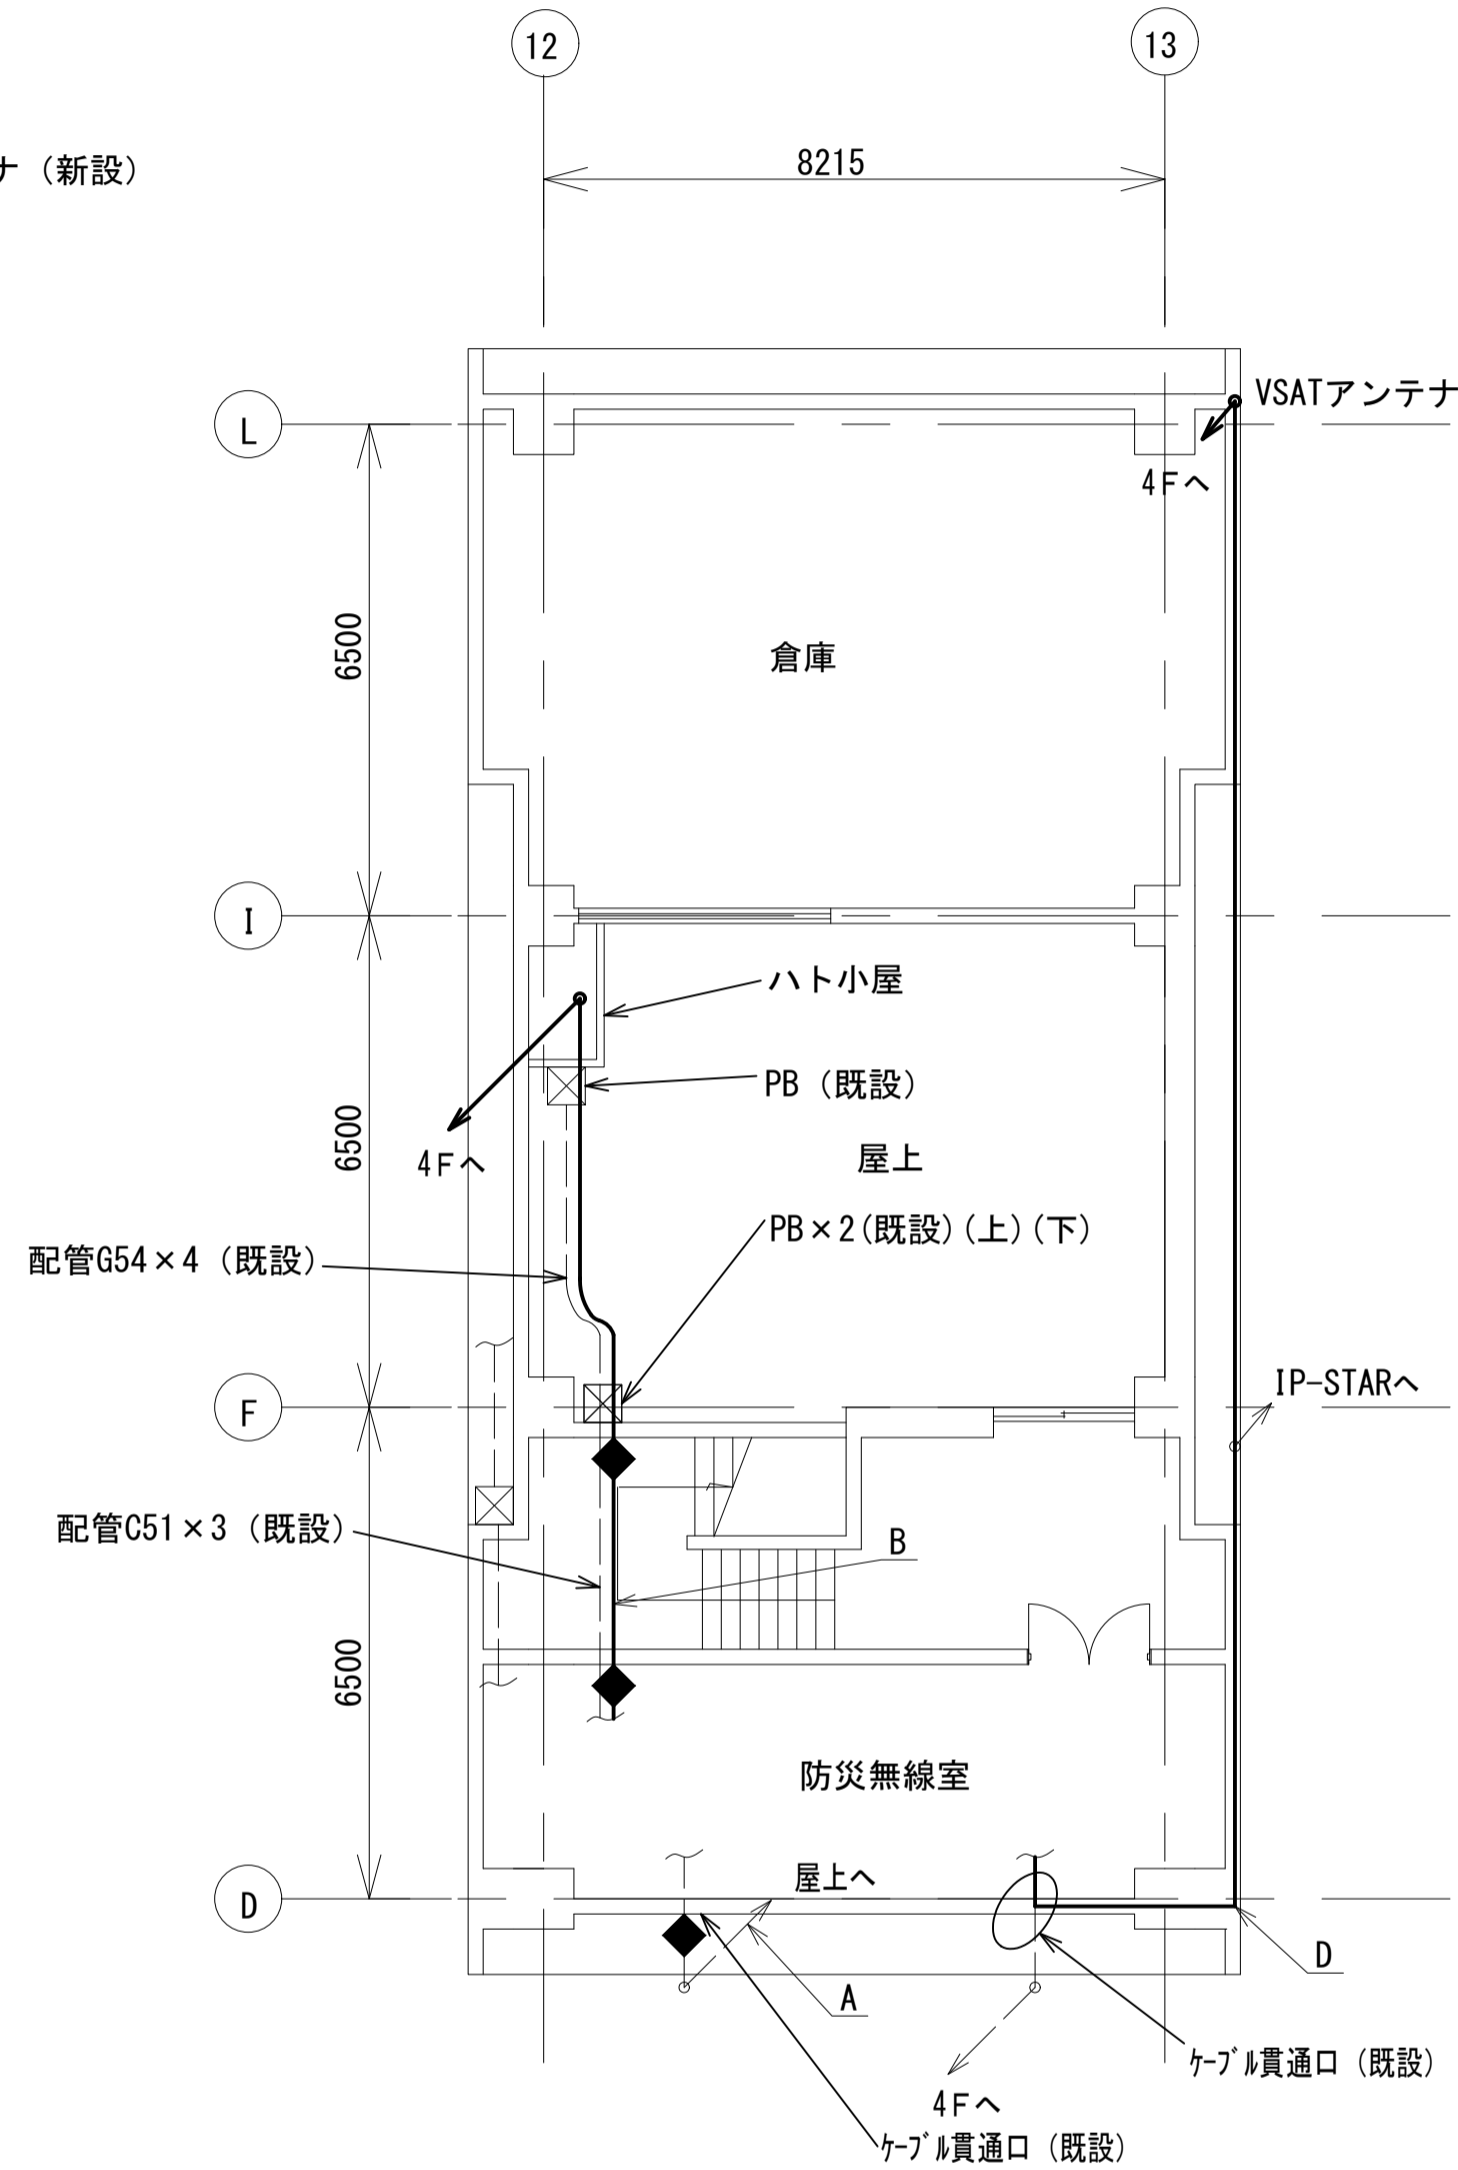 12
13
ナ（新設）
8215
VSATアンテナ
L
4Fへ
6500
倉庫
I
ハト小屋
PB（既設）
6500
4Fへ
屋上
PB×2(既設)(上)(下)
配管G54×4（既設）
IP-STARへ
F
配管C51×3（既設）
B
6500
防災無線室
屋上へ
D
D
A
ｹｰﾌﾞﾙ貫通口（既設）
4Fへ
ｹｰﾌﾞﾙ貫通口（既設）